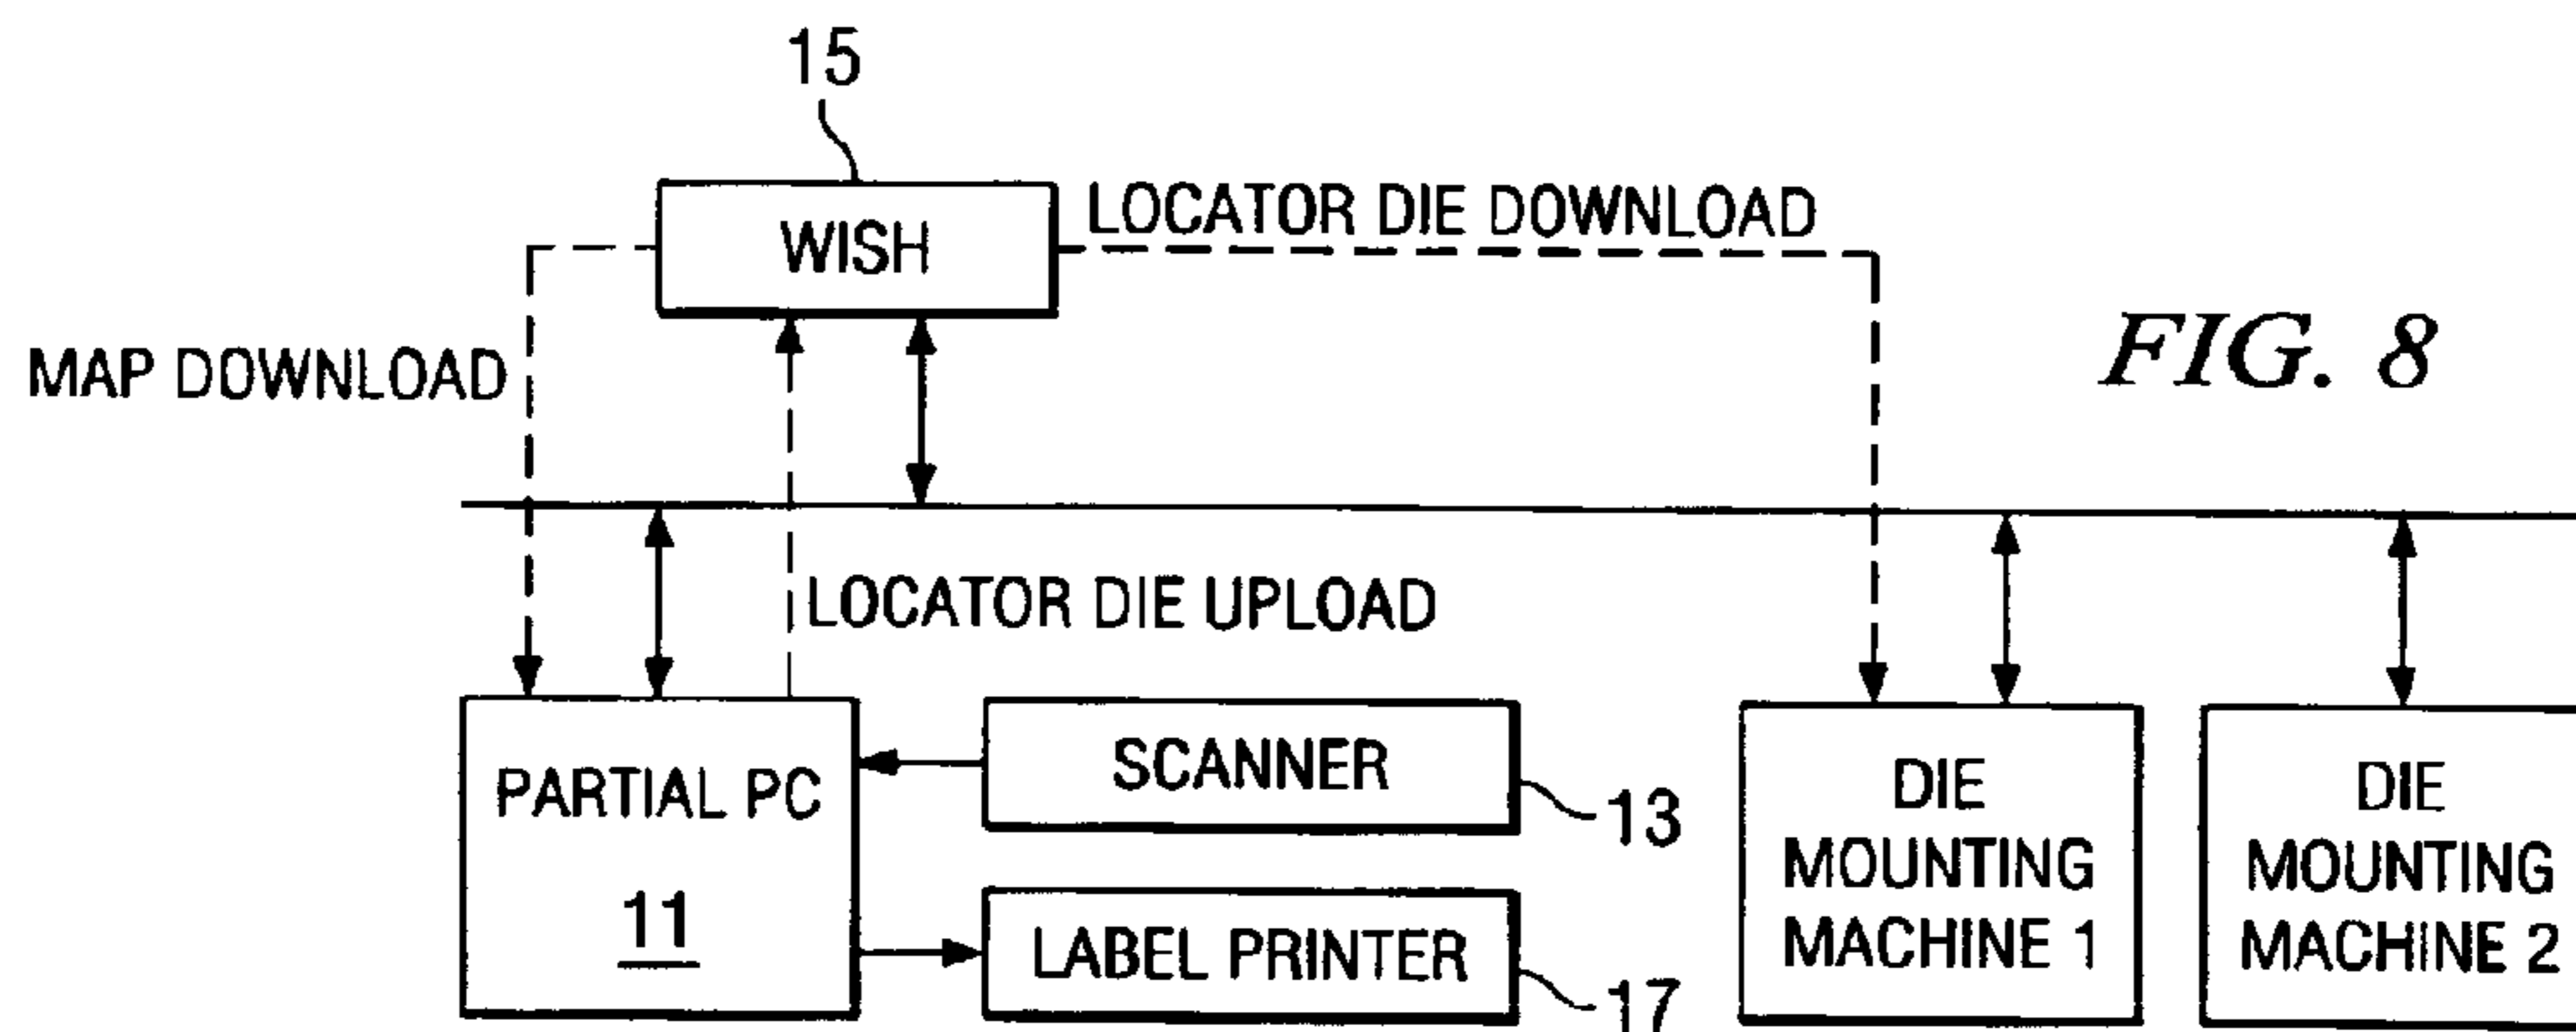 15
WISH
LOCATOR DIE DOWNLOAD
FIG. 8
MAP DOWNLOAD
LOCATOR DIE UPLOAD
PARTIAL PC
11
SCANNER
13
LABEL PRINTER
17
DIE
MOUNTING
MACHINE 1
DIE
MOUNTING
MACHINE 2